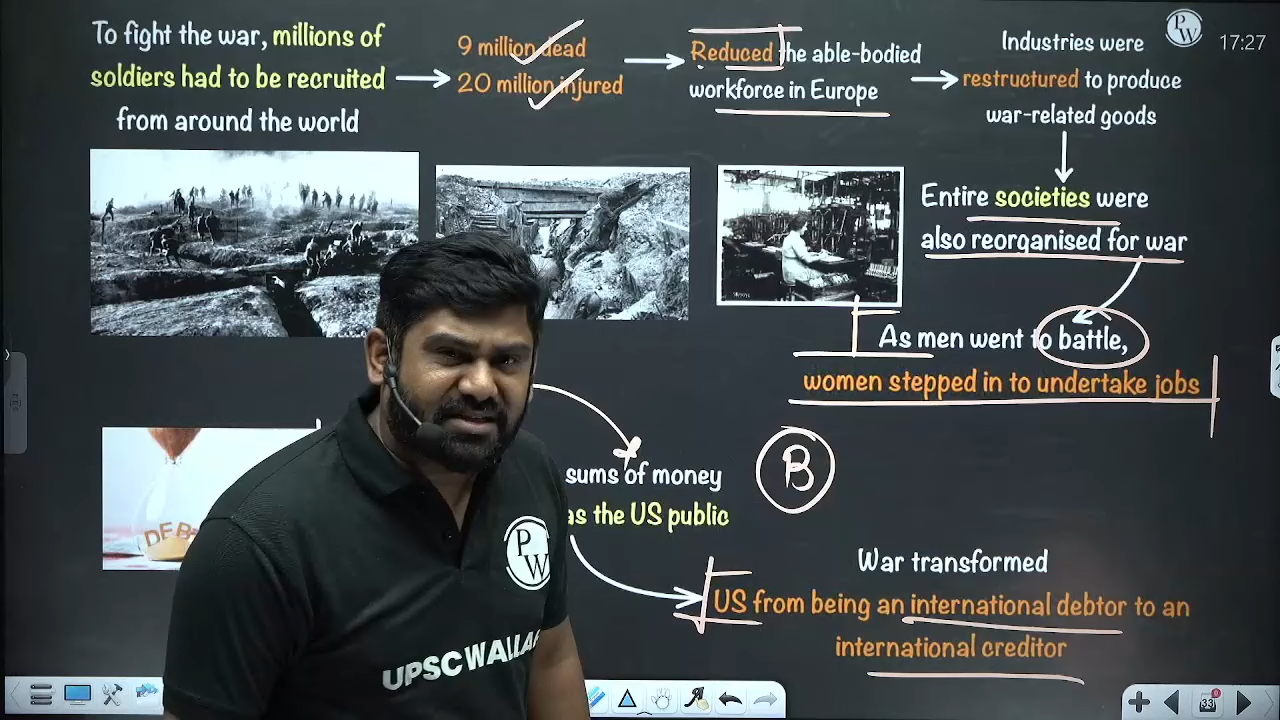 To fight the war, millions of
soldiers had to be recruited
from around the world
9 million dead
20 million injured
Reduced the able-bodied
workforce in Europe
Industries were
restructured to produce
war-related goods
PW
17:27
Entire societies were
also reorganised for war
As men went to battle,
women stepped in to undertake jobs
B
sums of money
as the US public
War transformed
US from being an international debtor to an
international creditor
PW
UPSC WALLAH
33